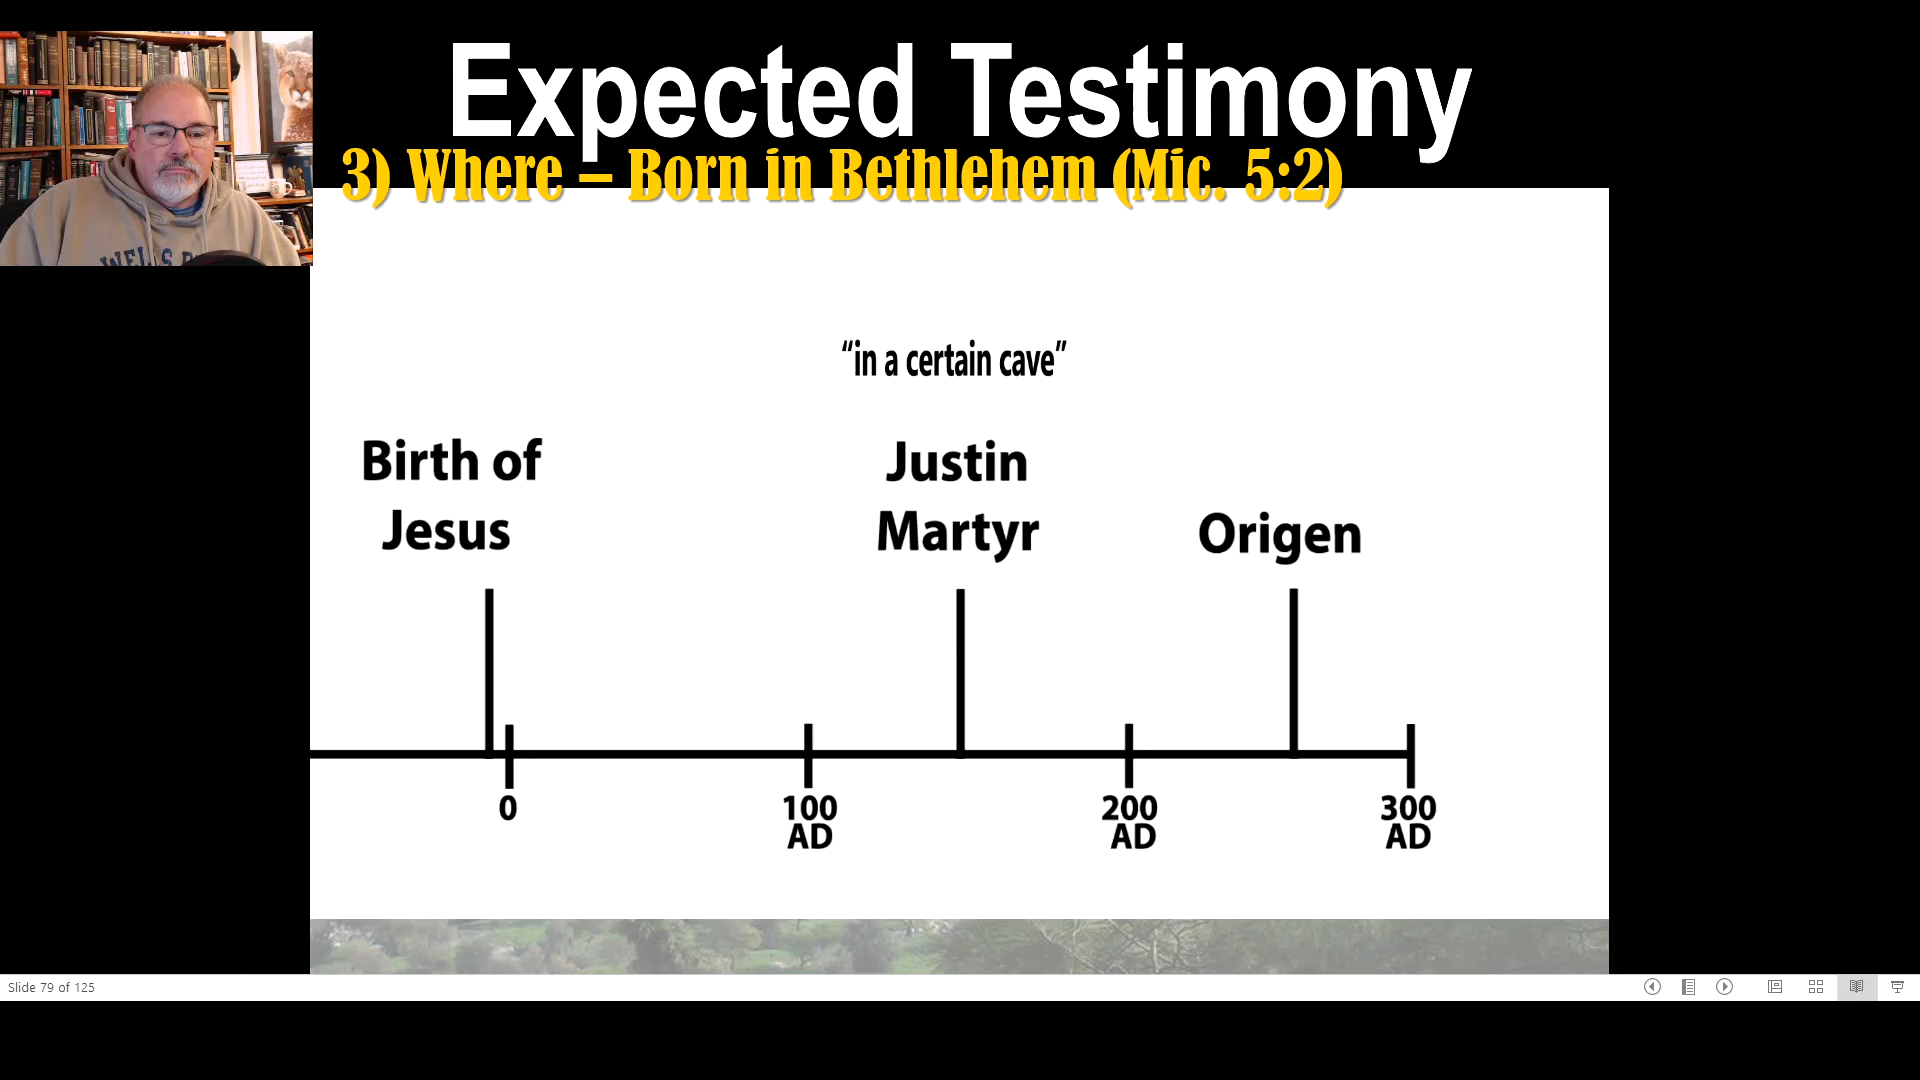 Expected Testimony
3) Where – Born in Bethlehem (Mic. 5:2)
“in a certain cave”
Birth of
Jesus
Justin
Martyr
Origen
0
100
AD
200
AD
300
AD
Slide 79 of 125